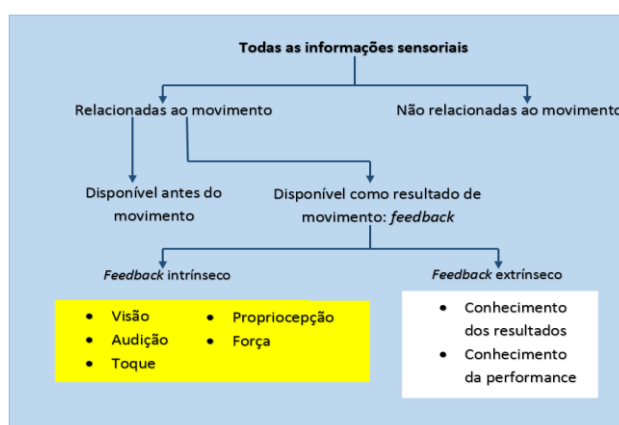 Todas as informações sensoriais
Relacionadas ao movimento
Não relacionadas ao movimento
Disponível antes do
movimento
Disponível como resultado de
movimento: feedback
Feedback intrínseco
Feedback extrínseco
• Visão
• Audição
• Toque
• Propriocepção
• Força
• Conhecimento
dos resultados
• Conhecimento
da performance